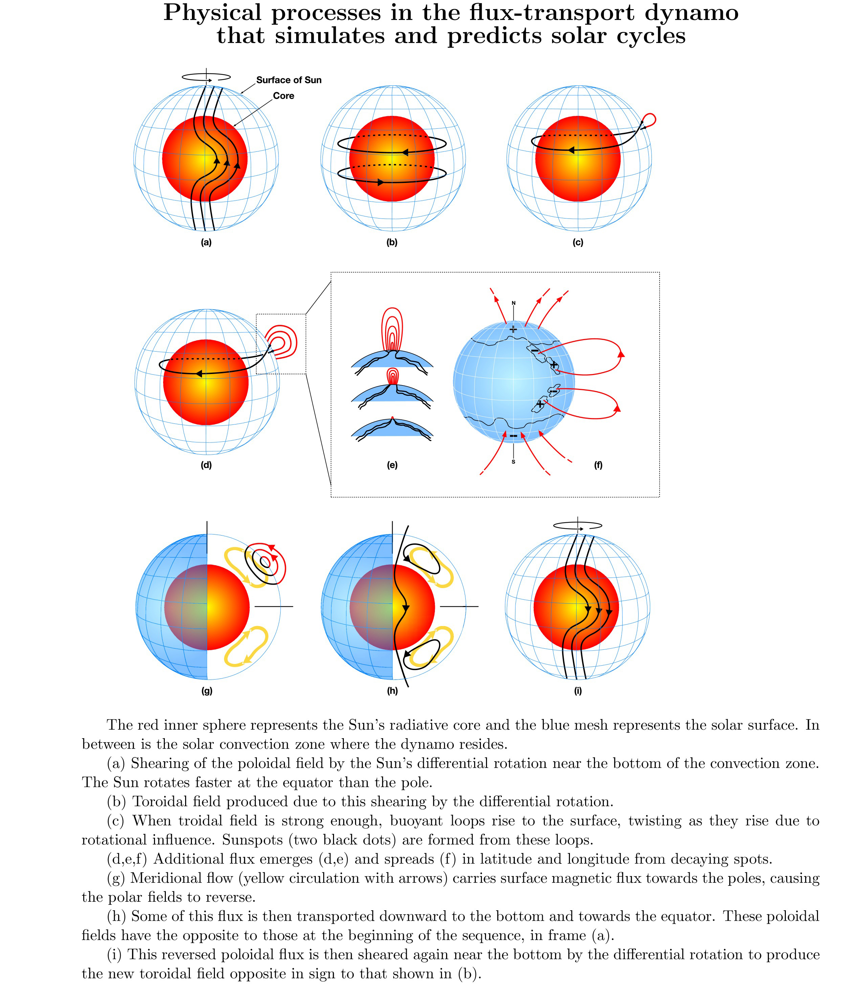 Physical processes in the flux-transport dynamo
that simulates and predicts solar cycles
Surface of Sun
Core
(a)
(b)
(c)
N
+
−
+
−
+
−
S
(d)
(e)
(f)
(g)
(h)
(i)
The red inner sphere represents the Sun's radiative core and the blue mesh represents the solar surface. In
between is the solar convection zone where the dynamo resides.
(a) Shearing of the poloidal field by the Sun's differential rotation near the bottom of the convection zone.
The Sun rotates faster at the equator than the pole.
(b) Toroidal field produced due to this shearing by the differential rotation.
(c) When troidal field is strong enough, buoyant loops rise to the surface, twisting as they rise due to
rotational influence. Sunspots (two black dots) are formed from these loops.
(d,e,f) Additional flux emerges (d,e) and spreads (f) in latitude and longitude from decaying spots.
(g) Meridional flow (yellow circulation with arrows) carries surface magnetic flux towards the poles, causing
the polar fields to reverse.
(h) Some of this flux is then transported downward to the bottom and towards the equator. These poloidal
fields have the opposite to those at the beginning of the sequence, in frame (a).
(i) This reversed poloidal flux is then sheared again near the bottom by the differential rotation to produce
the new toroidal field opposite in sign to that shown in (b).